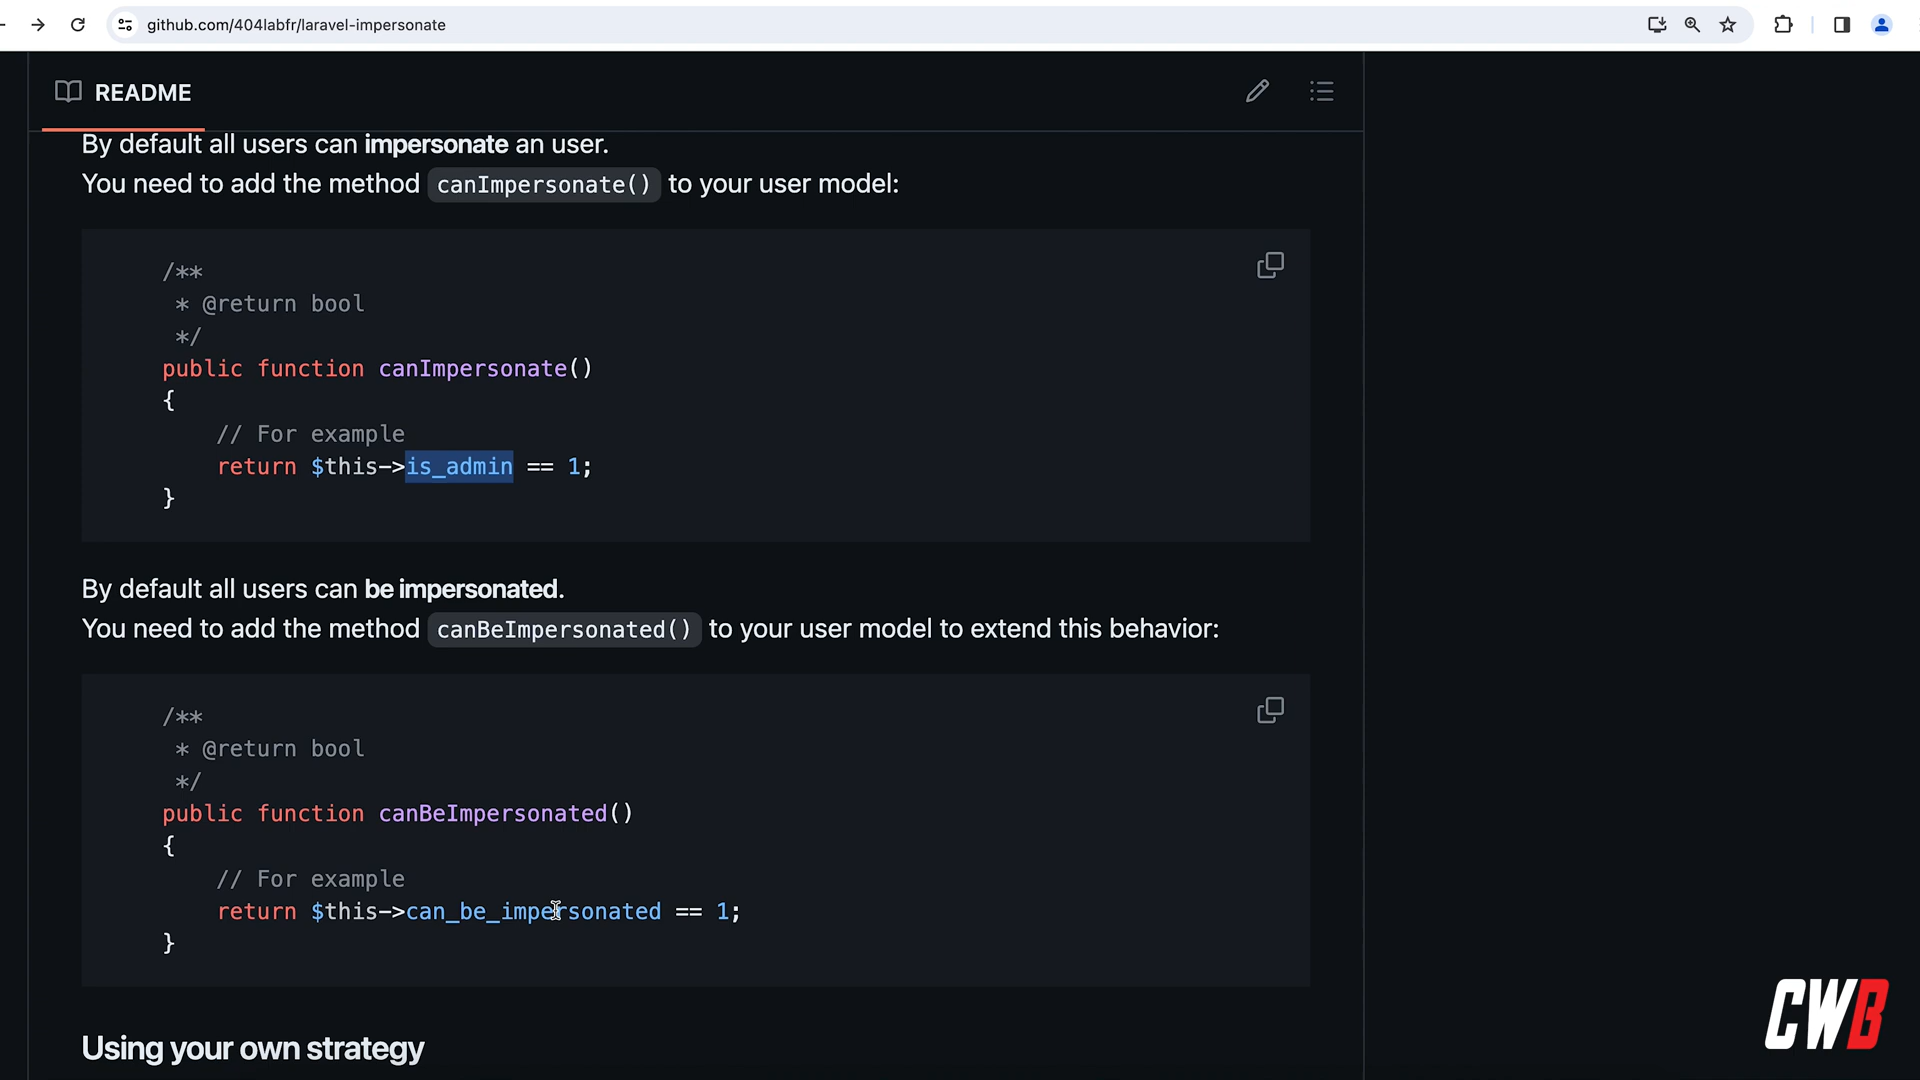 github.com/404labfr/laravel-impersonate
README
By default all users can impersonate an user.
You need to add the method canImpersonate() to your user model:
/**
* @return bool
*/
public function canImpersonate()
{
// For example
return $this->is_admin == 1;
}
By default all users can be impersonated.
You need to add the method canBeImpersonated() to your user model to extend this behavior:
/**
* @return bool
*/
public function canBeImpersonated()
{
// For example
return $this->can_be_impersonated == 1;
}
Using your own strategy
CWB